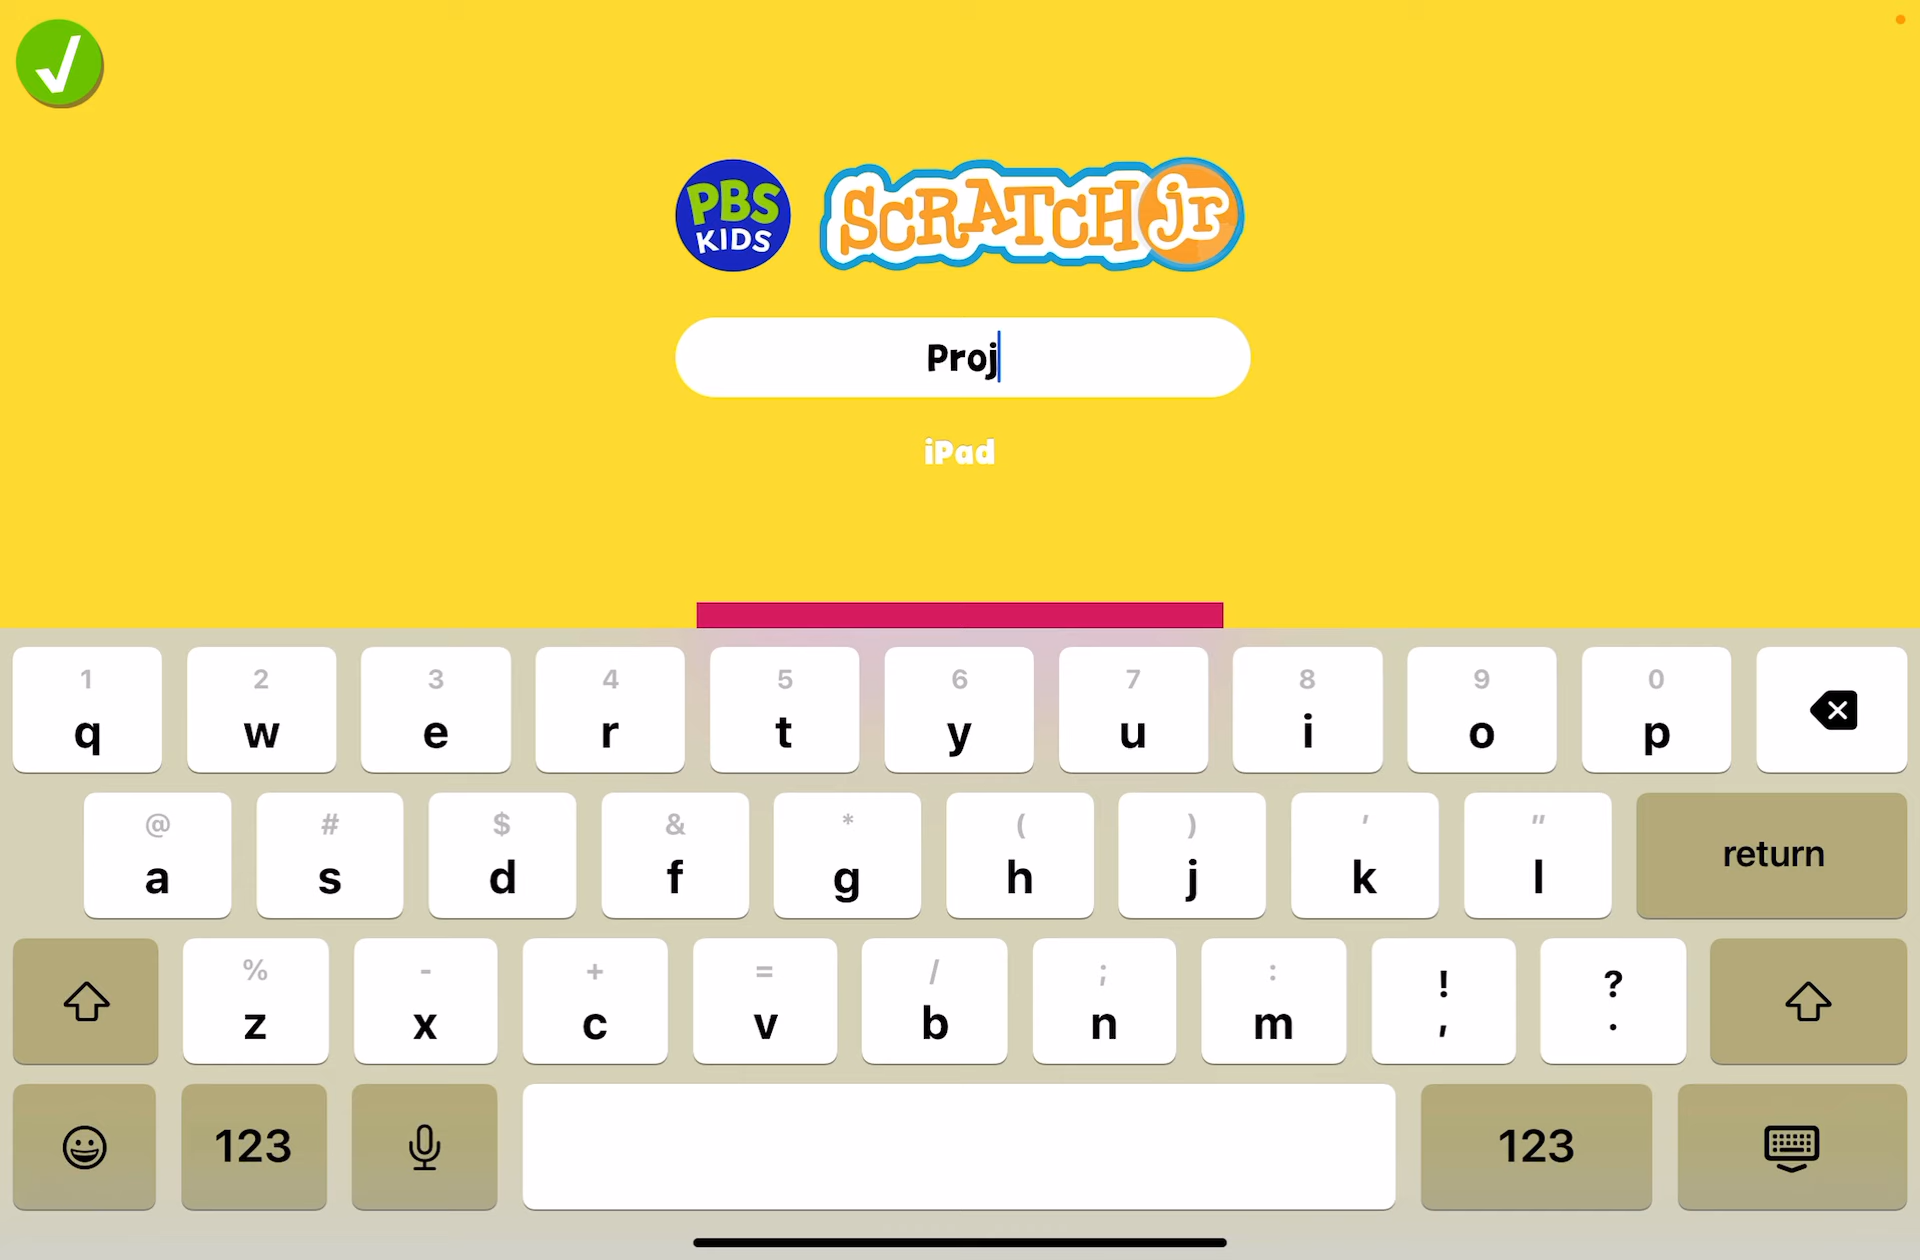 PBS
KIDS
SCRATCH jr
Proj
iPad
1 2 3 4 5 6 7 8 9 0
q w e r t y u i o p
@ # $ & * ( ) ' "
a s d f g h j k l return
% - + = / ; : ! ?
z x c v b n m , .
123 123